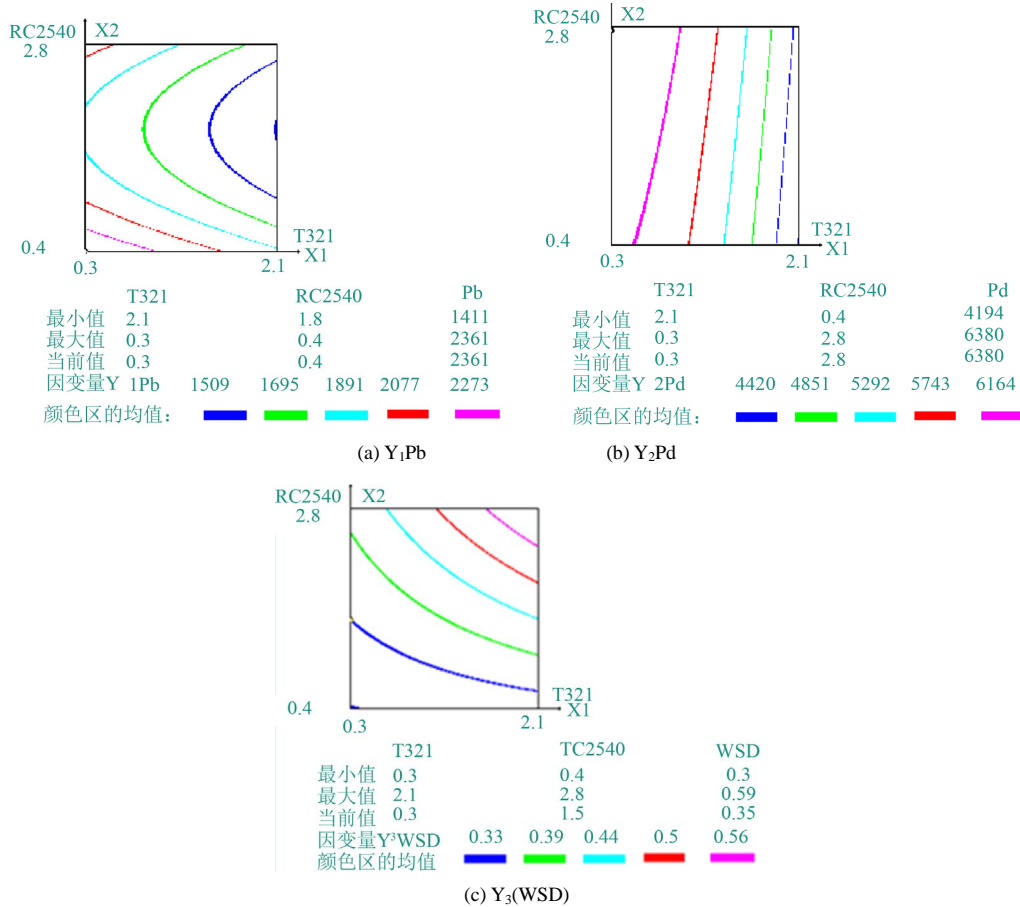 RC2540 X2
2.8
0.4
T321
X1
0.3 2.1
T321 RC2540 Pb
最小值 2.1 1.8 1411
最大值 0.3 0.4 2361
当前值 0.3 0.4 2361
因变量Y 1Pb 1509 1695 1891 2077 2273
颜色区的均值:
(a) Y₁Pb
RC2540 X2
2.8
0.4
T321
X1
0.3 2.1
T321 RC2540 Pd
最小值 2.1 0.4 4194
最大值 0.3 2.8 6380
当前值 0.3 2.8 6380
因变量Y 2Pd 4420 4851 5292 5743 6164
颜色区的均值:
(b) Y₂Pd
RC2540 X2
2.8
0.4
T321
X1
0.3 2.1
T321 TC2540 WSD
最小值 0.3 0.4 0.3
最大值 2.1 2.8 0.59
当前值 0.3 1.5 0.35
因变量Y³WSD 0.33 0.39 0.44 0.5 0.56
颜色区的均值
(c) Y₃(WSD)